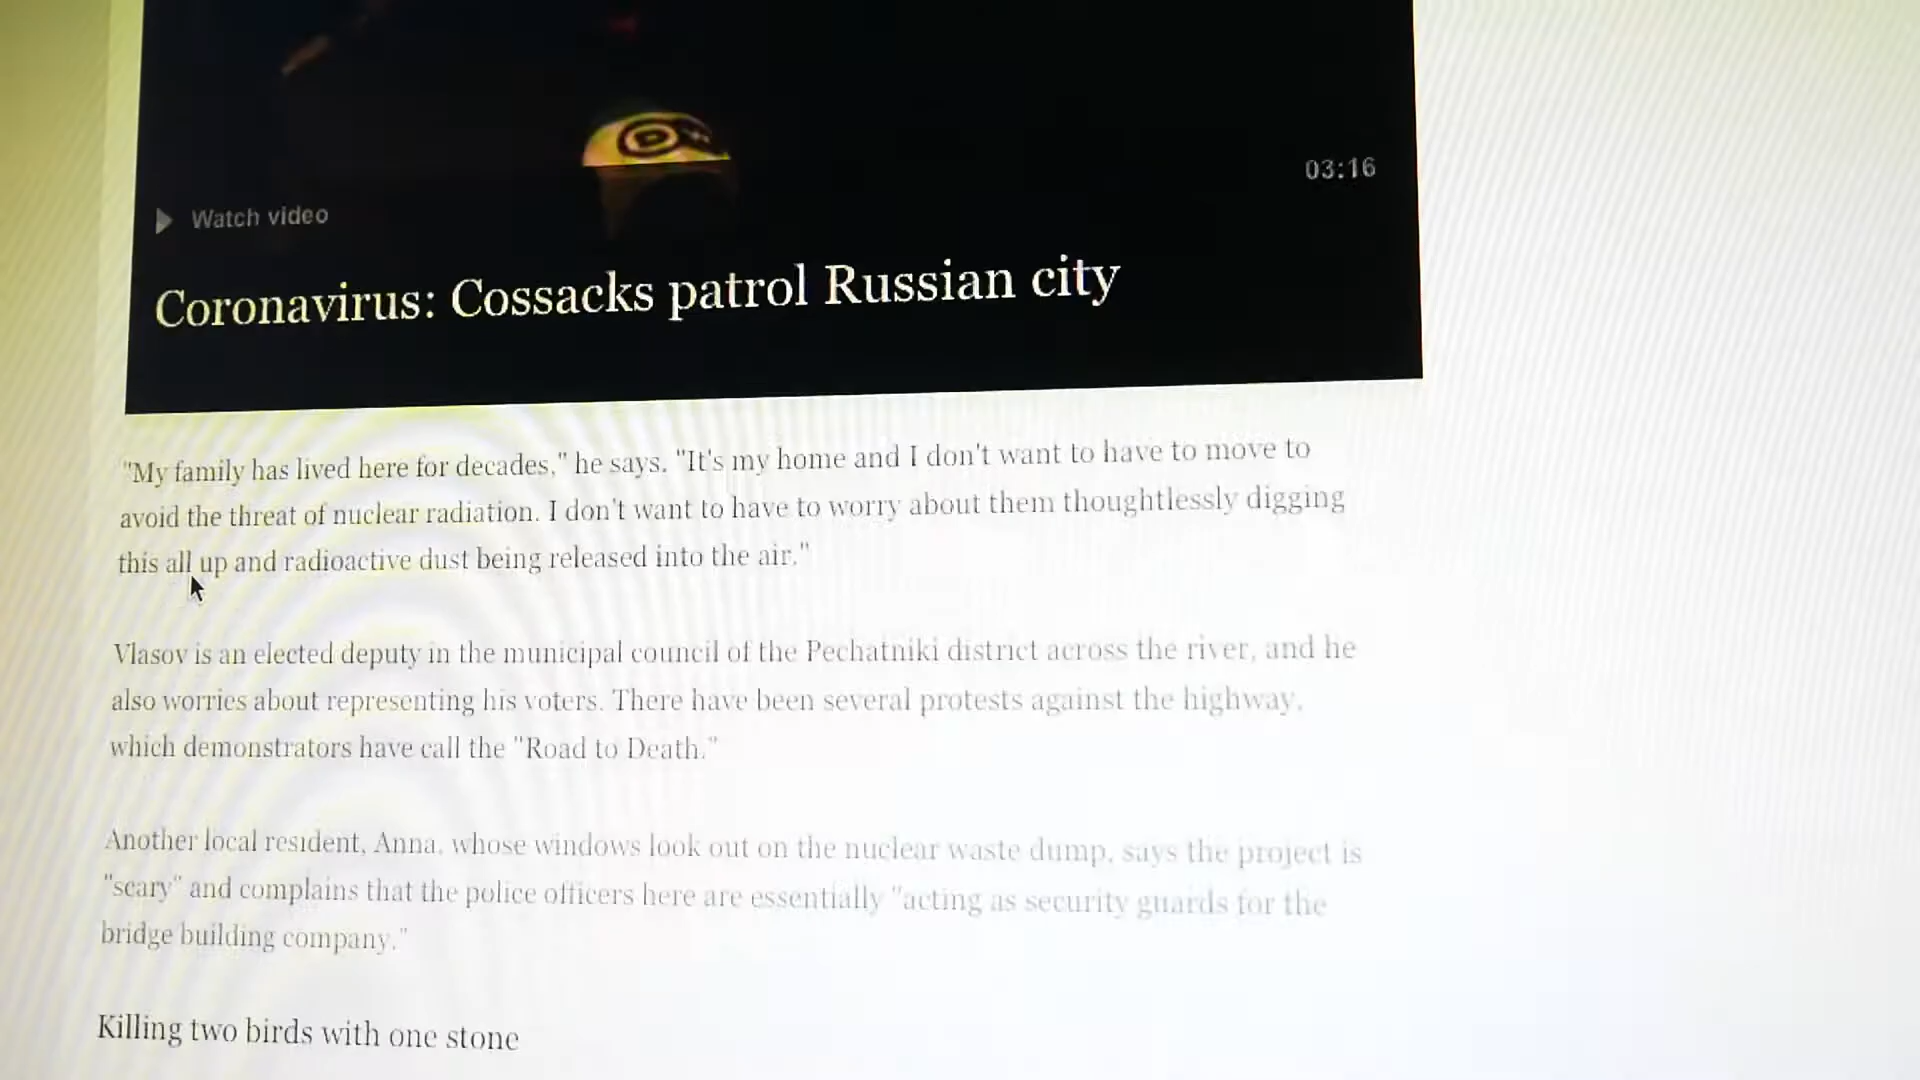 03:16
Watch video
Coronavirus: Cossacks patrol Russian city
"My family has lived here for decades," he says. "It's my home and I don't want to have to move to
avoid the threat of nuclear radiation. I don't want to have to worry about them thoughtlessly digging
this all up and radioactive dust being released into the air."
Vlasov is an elected deputy in the municipal council of the Pechatniki district across the river, and he
also worries about representing his voters. There have been several protests against the highway,
which demonstrators have call the "Road to Death."
Another local resident, Anna, whose windows look out on the nuclear waste dump, says the project is
"scary" and complains that the police officers here are essentially "acting as security guards for the
bridge building company."
Killing two birds with one stone